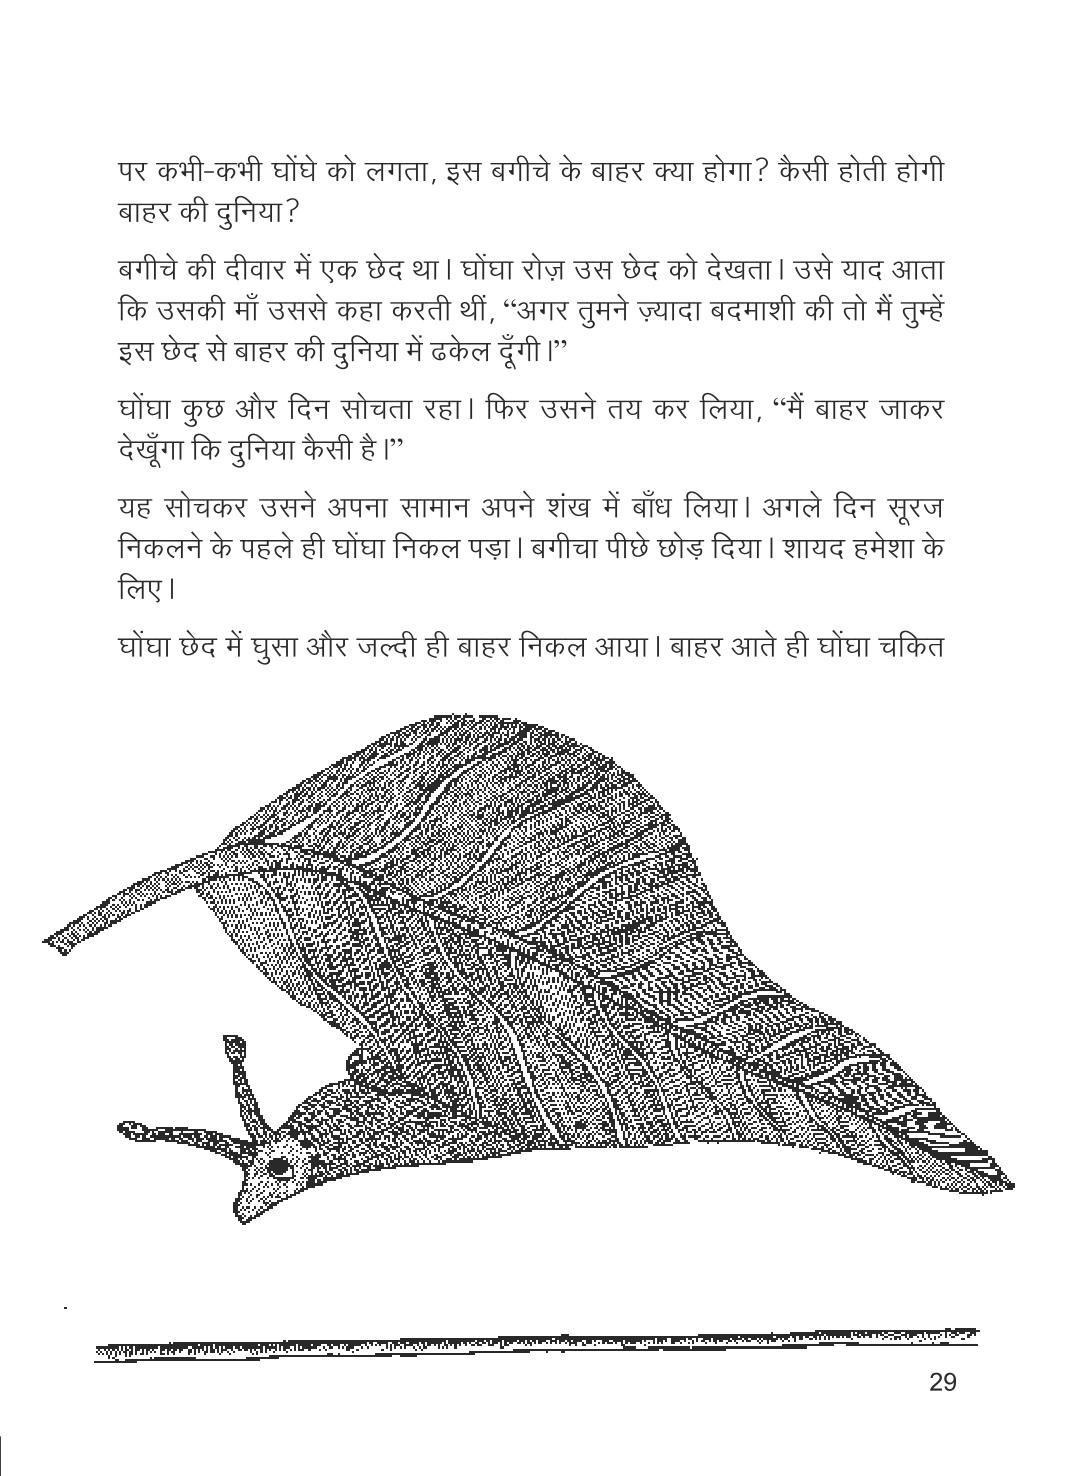 पर कभी-कभी घोंघे को लगता, इस बगीचे के बाहर क्या होगा? कैसी होती होगी
बाहर की दुनिया?
बगीचे की दीवार में एक छेद था। घोंघा रोज़ उस छेद को देखता। उसे याद आता
कि उसकी माँ उससे कहा करती थीं, “अगर तुमने ज़्यादा बदमाशी की तो मैं तुम्हें
इस छेद से बाहर की दुनिया में ढकेल दूँगी।”
घोंघा कुछ और दिन सोचता रहा। फिर उसने तय कर लिया, “मैं बाहर जाकर
देखूँगा कि दुनिया कैसी है।”
यह सोचकर उसने अपना सामान अपने शंख में बाँध लिया। अगले दिन सूरज
निकलने के पहले ही घोंघा निकल पड़ा। बगीचा पीछे छोड़ दिया। शायद हमेशा के
लिए।
घोंघा छेद में घुसा और जल्दी ही बाहर निकल आया। बाहर आते ही घोंघा चकित
29